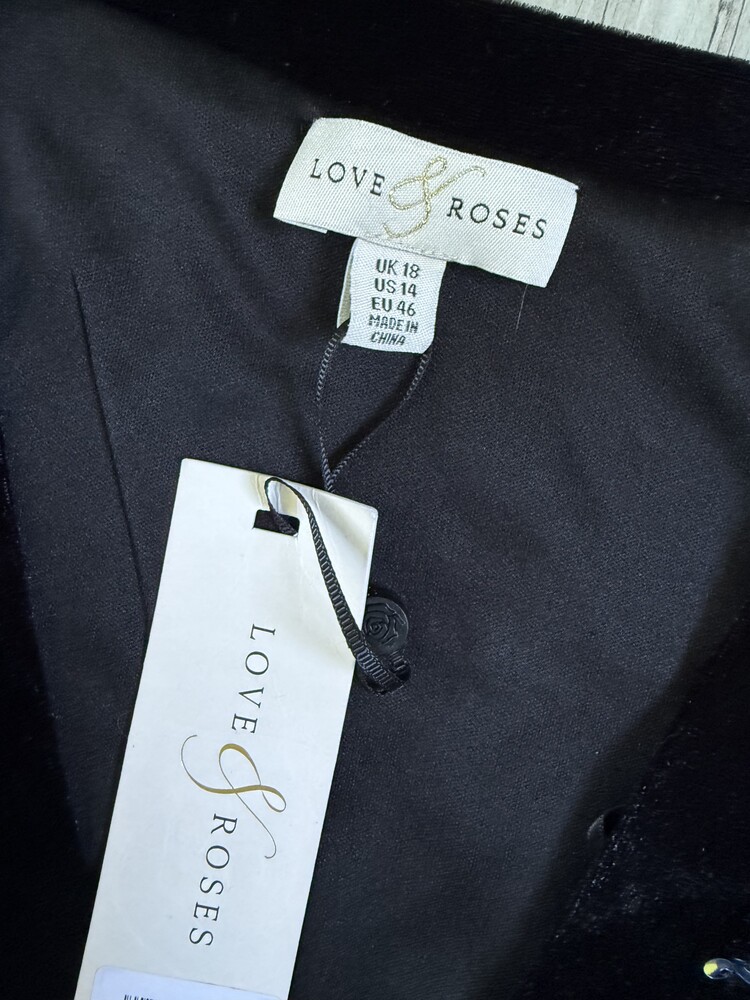 LOVE & ROSES
UK 18
US 14
EU 46
MADE IN
CHINA
LOVE & ROSES